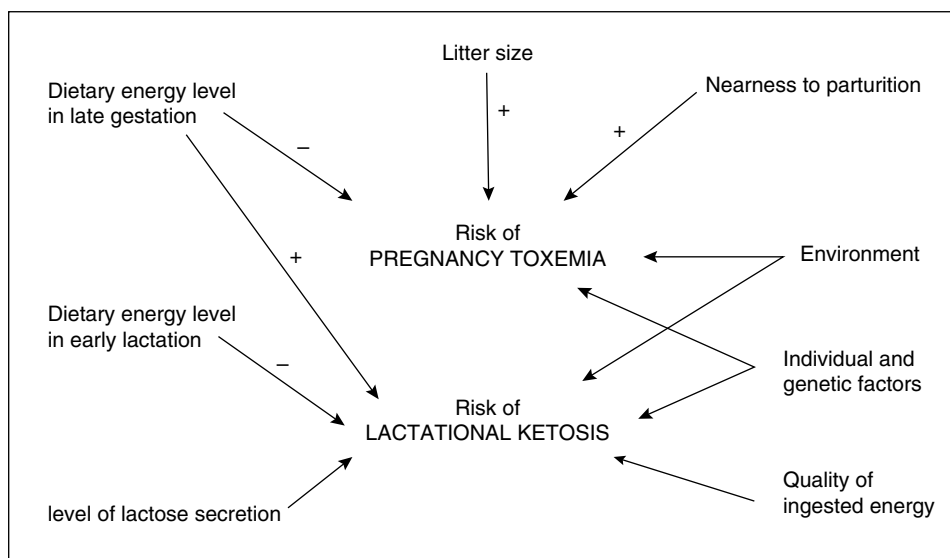 Litter size
Dietary energy level
in late gestation
Nearness to parturition
+
+
–
Risk of
PREGNANCY TOXEMIA
+
Environment
Dietary energy level
in early lactation
–
Individual and
genetic factors
Risk of
LACTATIONAL KETOSIS
Quality of
ingested energy
level of lactose secretion